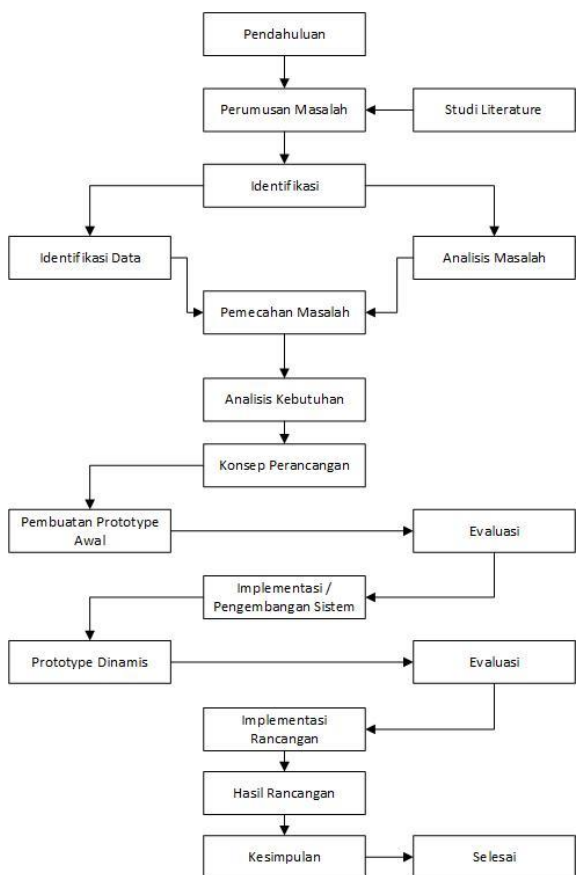 Pendahuluan
Perumusan Masalah
Studi Literature
Identifikasi
Identifikasi Data
Analisis Masalah
Pemecahan Masalah
Analisis Kebutuhan
Konsep Perancangan
Pembuatan Prototype
Awal
Evaluasi
Implementasi /
Pengembangan Sistem
Prototype Dinamis
Evaluasi
Implementasi
Rancangan
Hasil Rancangan
Kesimpulan
Selesai